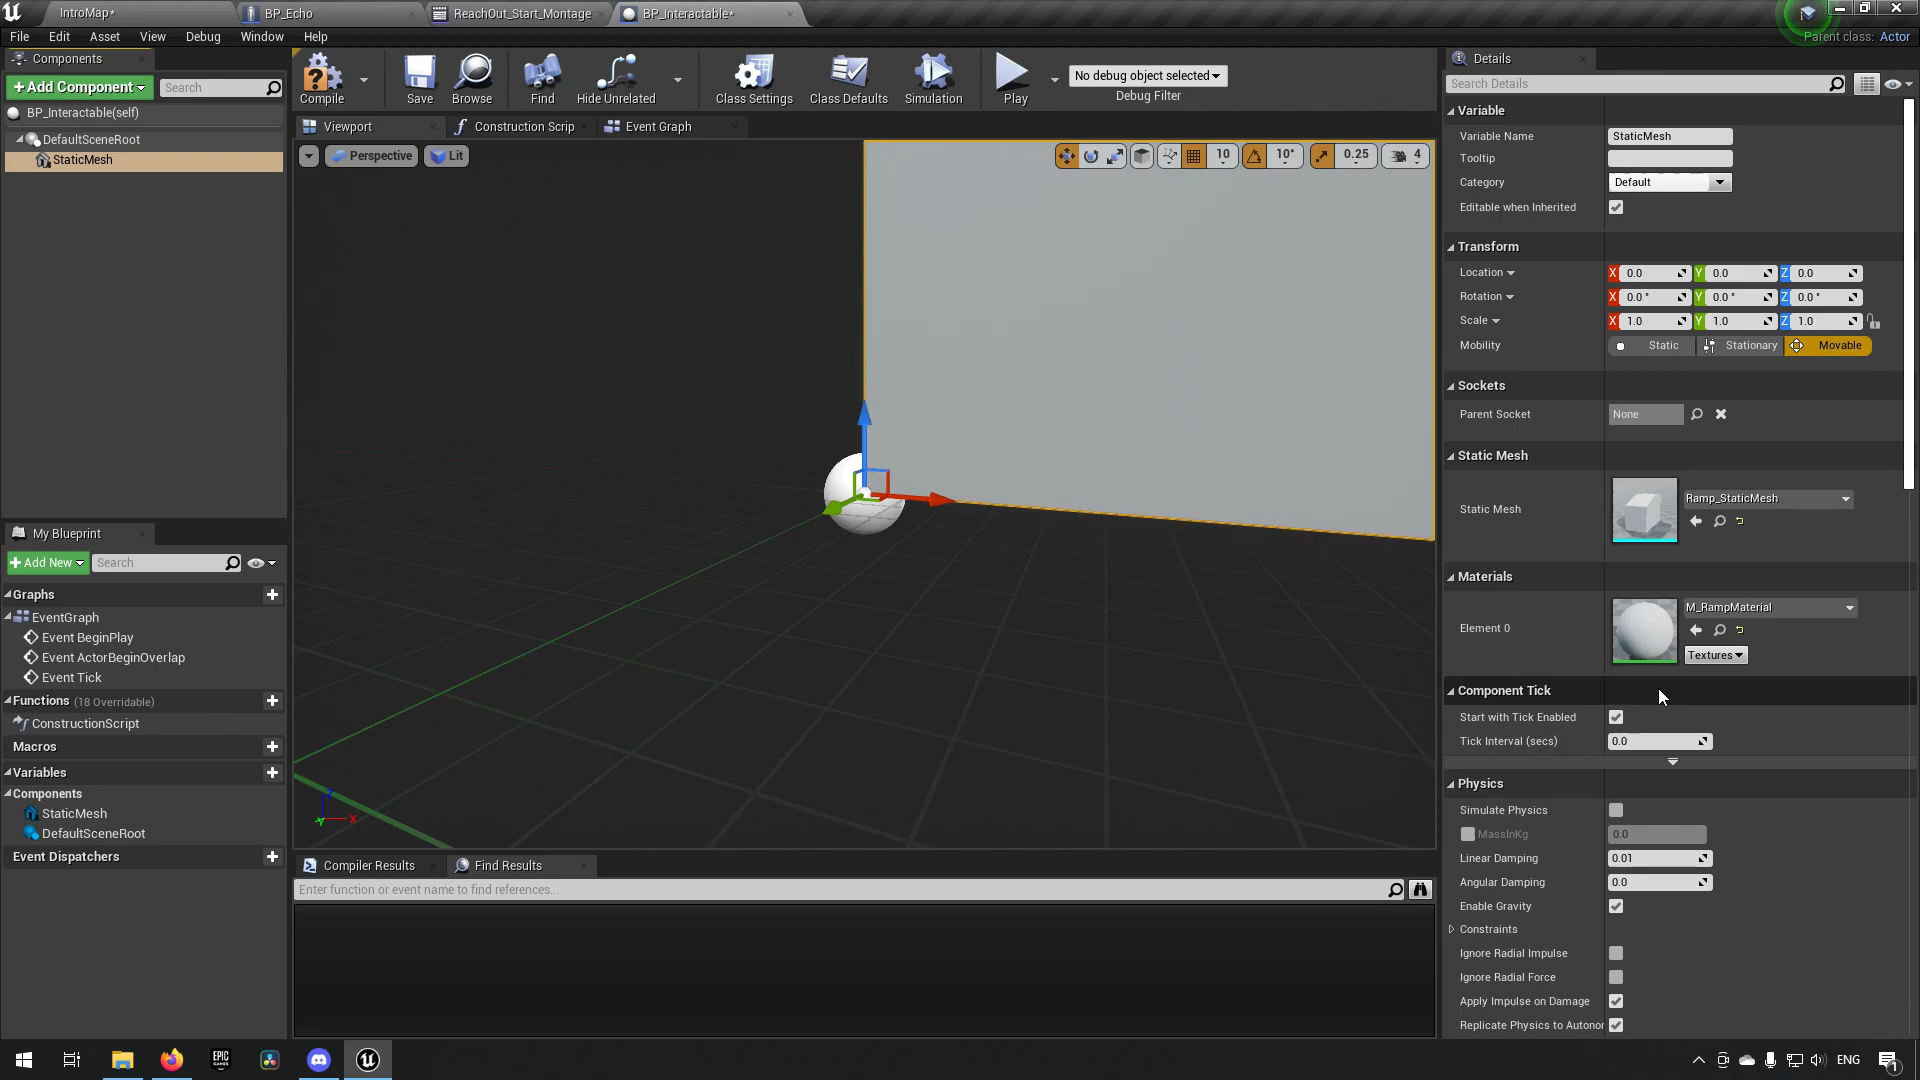 IntroMap*
BP_Echo
ReachOut_Start_Montage
BP_Interactable*
File Edit Asset View Debug Window Help
Parent class: Actor
Components
+Add Component
Search
BP_Interactable(self)
DefaultSceneRoot
StaticMesh
Compile
Save
Browse
Find
Hide Unrelated
Class Settings
Class Defaults
Simulation
Play
No debug object selected
Debug Filter
Viewport
Construction Scrip
Event Graph
Perspective
Lit
10
10°
0.25
4
My Blueprint
+Add New
Search
Graphs
EventGraph
Event BeginPlay
Event ActorBeginOverlap
Event Tick
Functions (18 Overridable)
ConstructionScript
Macros
Variables
Components
StaticMesh
DefaultSceneRoot
Event Dispatchers
Compiler Results
Find Results
Enter function or event name to find references...
Details
Search Details
Variable
Variable Name StaticMesh
Tooltip
Category Default
Editable when Inherited
Transform
Location X 0.0 Y 0.0 Z 0.0
Rotation X 0.0 ° Y 0.0 ° Z 0.0 °
Scale X 1.0 Y 1.0 Z 1.0
Mobility Static Stationary Movable
Sockets
Parent Socket None
Static Mesh
Static Mesh Ramp_StaticMesh
Materials
Element 0 M_RampMaterial
Textures
Component Tick
Start with Tick Enabled
Tick Interval (secs) 0.0
Physics
Simulate Physics
MassInKg 0.0
Linear Damping 0.01
Angular Damping 0.0
Enable Gravity
Constraints
Ignore Radial Impulse
Ignore Radial Force
Apply Impulse on Damage
Replicate Physics to Autonor
EPIC
ENG
1